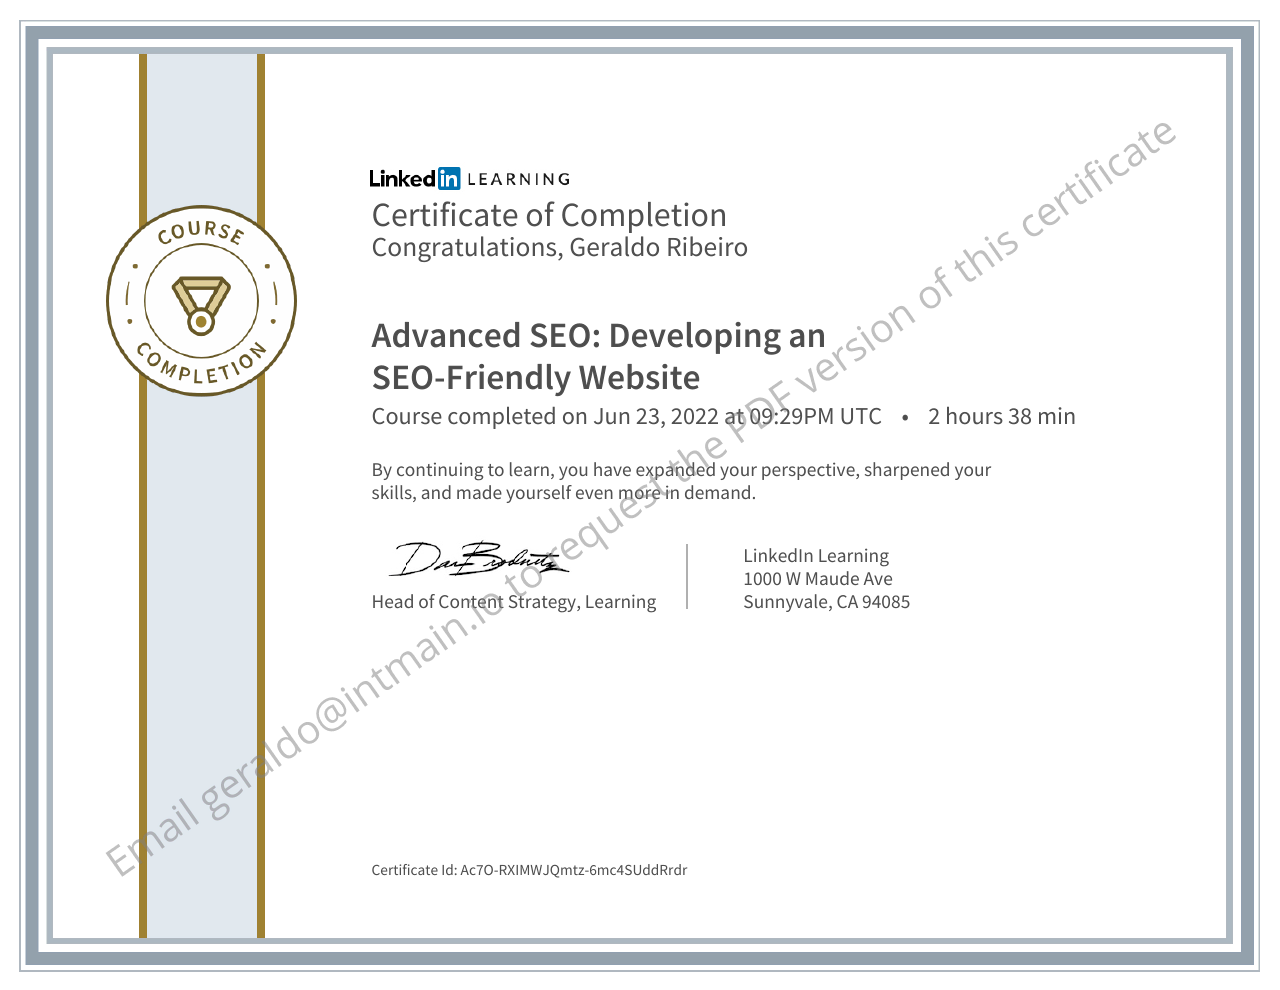 LinkedIn LEARNING
Certificate of Completion
Congratulations, Geraldo Ribeiro
COURSE
COMPLETION
Advanced SEO: Developing an
SEO-Friendly Website
Course completed on Jun 23, 2022 at 09:29PM UTC • 2 hours 38 min
By continuing to learn, you have expanded your perspective, sharpened your
skills, and made yourself even more in demand.
Head of Content Strategy, Learning
LinkedIn Learning
1000 W Maude Ave
Sunnyvale, CA 94085
Certificate Id: Ac7O-RXIMWJQmtz-6mc4SUddRrdr
Email geraldo@intmain.io to request the PDF version of this certificate